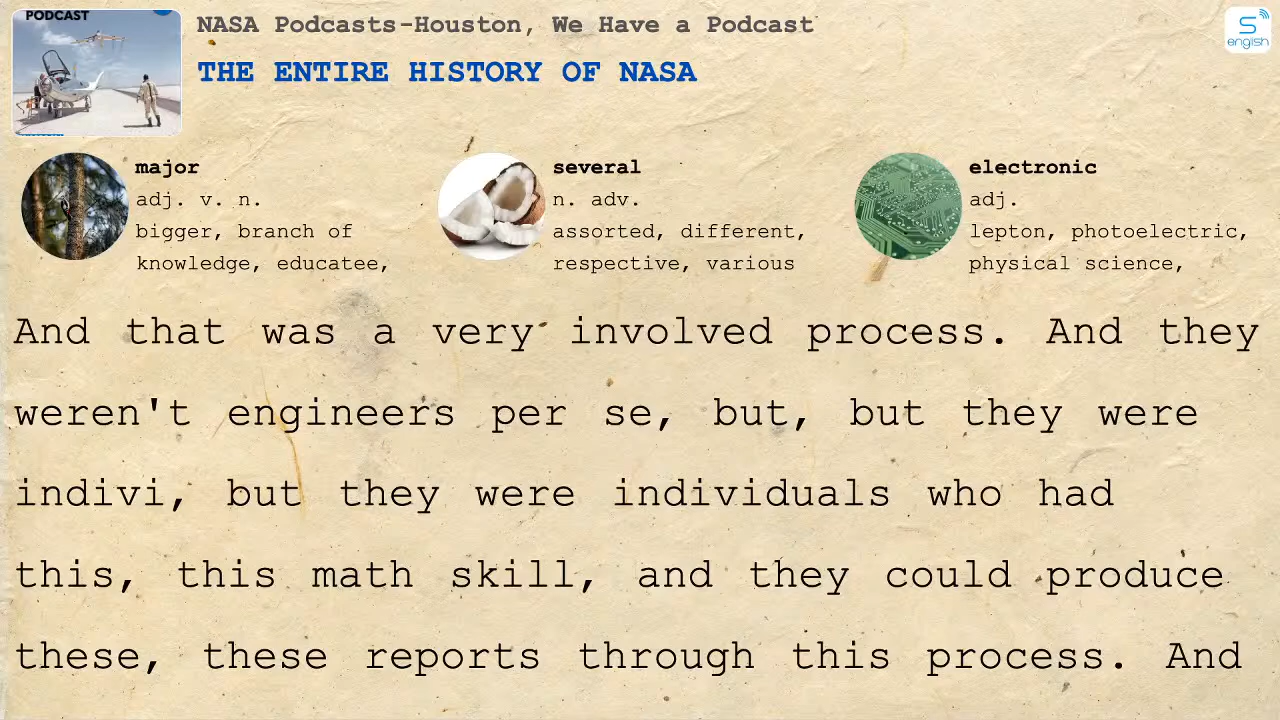 PODCAST
NASA Podcasts-Houston, We Have a Podcast
THE ENTIRE HISTORY OF NASA
S
english
major
adj. v. n.
bigger, branch of
knowledge, educatee,
several
n. adv.
assorted, different,
respective, various
electronic
adj.
lepton, photoelectric,
physical science,
And that was a very involved process. And they
weren't engineers per se, but, but they were
indivi, but they were individuals who had
this, this math skill, and they could produce
these, these reports through this process. And